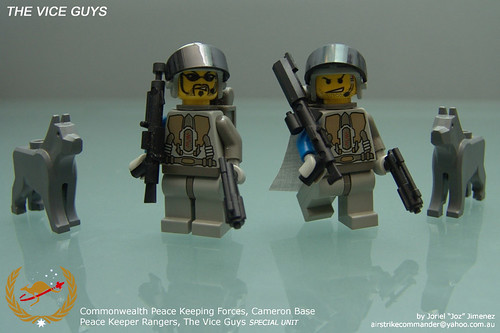 THE VICE GUYS
Commonwealth Peace Keeping Forces, Cameron Base
Peace Keeper Rangers, The Vice Guys SPECIAL UNIT
by Jonel "Joz" Jimenez
airstrikecommander@yahoo.com.au